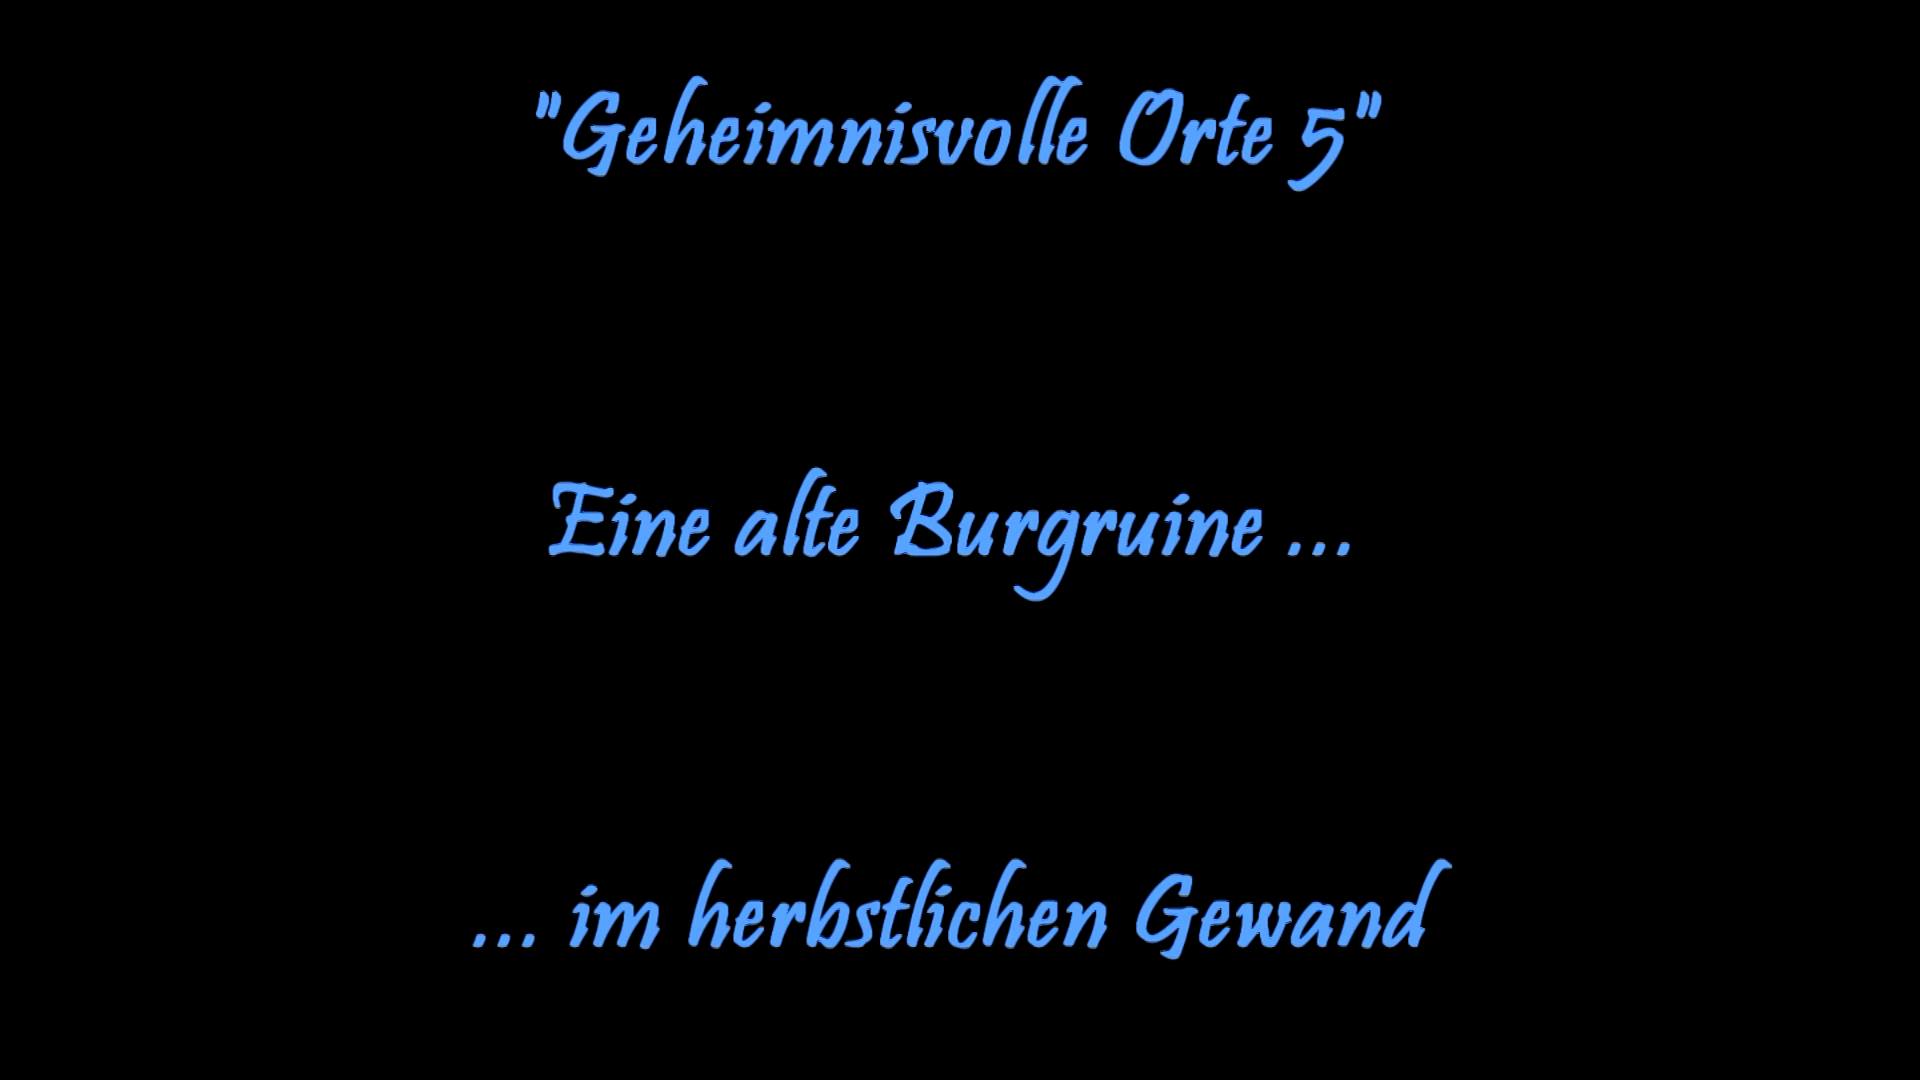 "Geheimnisvolle Orte 5"
Eine alte Burgruine ...
... im herbstlichen Gewand